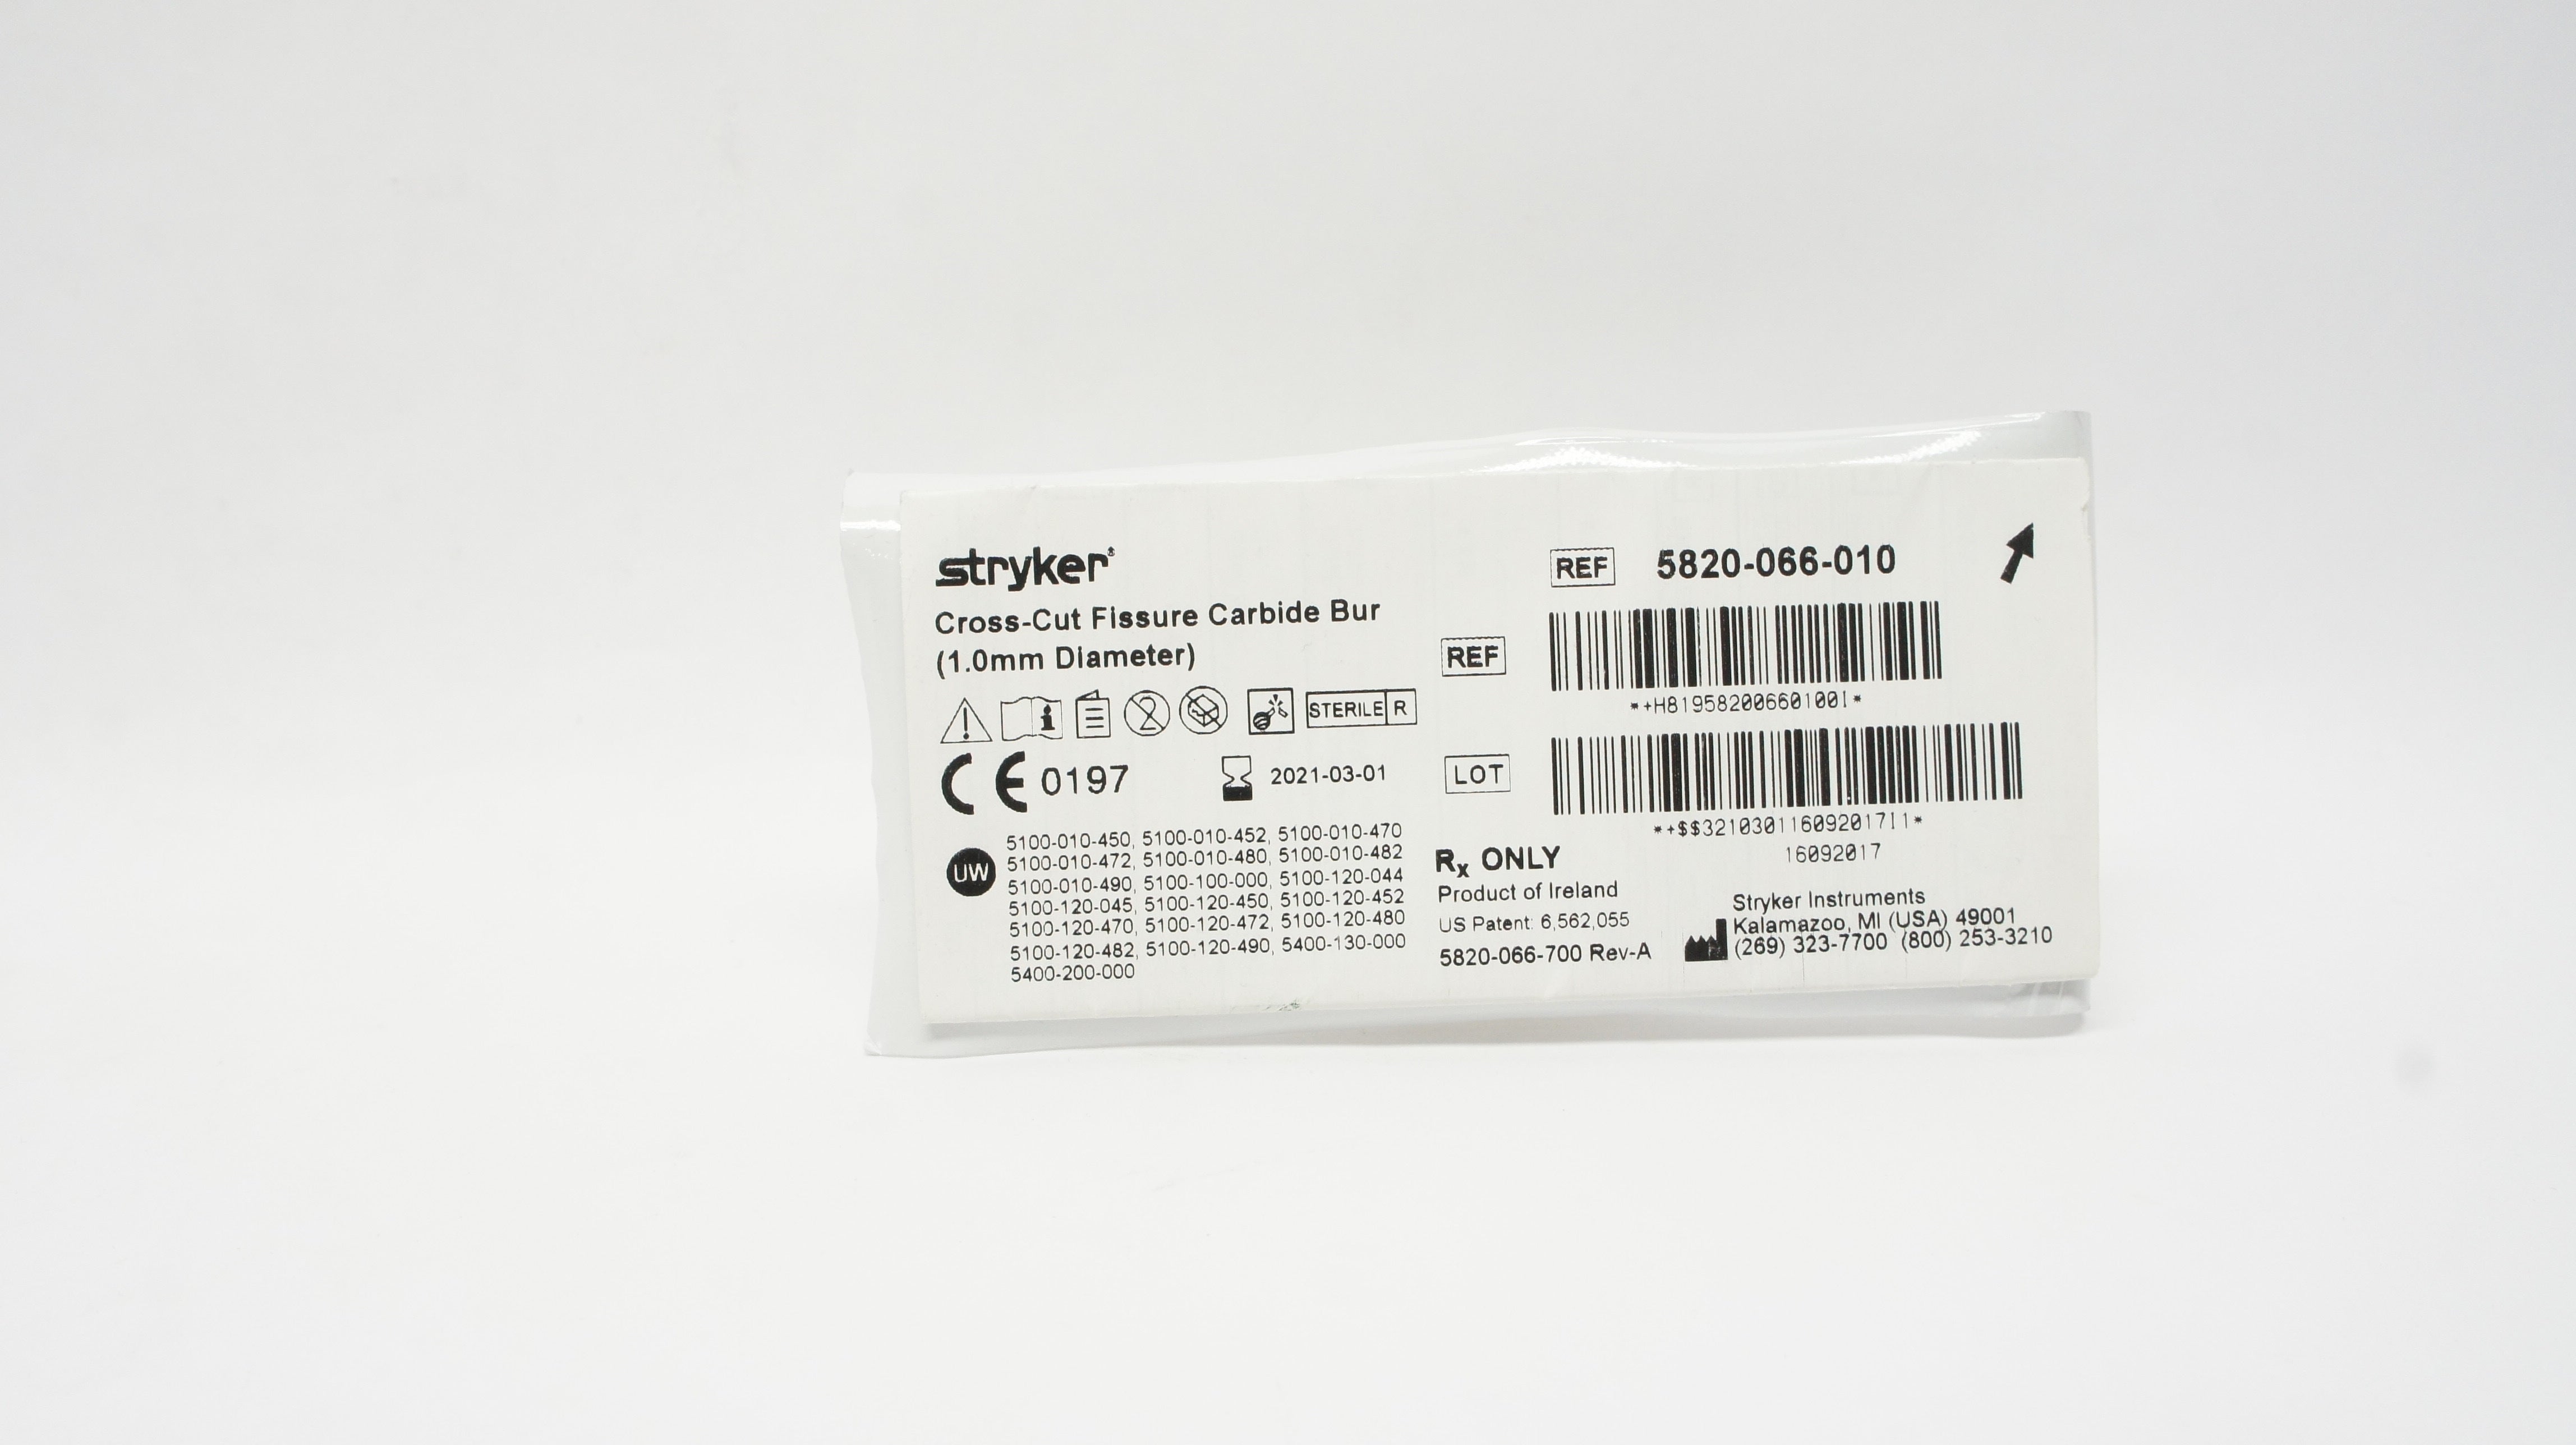 stryker®
Cross-Cut Fissure Carbide Bur
(1.0mm Diameter)
2
STERILE R
CE 0197
2021-03-01
UW
5100-010-450, 5100-010-452, 5100-010-470
5100-010-472, 5100-010-480, 5100-010-482
5100-010-490, 5100-100-000, 5100-120-044
5100-120-045, 5100-120-450, 5100-120-452
5100-120-470, 5100-120-472, 5100-120-480
5100-120-482, 5100-120-490, 5400-130-000
5400-200-000
REF 5820-066-010
REF
*+H819582006601001I*
LOT
*+$$321030116092017I1*
16092017
Rx ONLY
Product of Ireland
US Patent: 6,562,055
5820-066-700 Rev-A
Stryker Instruments
Kalamazoo, MI (USA) 49001
(269) 323-7700 (800) 253-3210